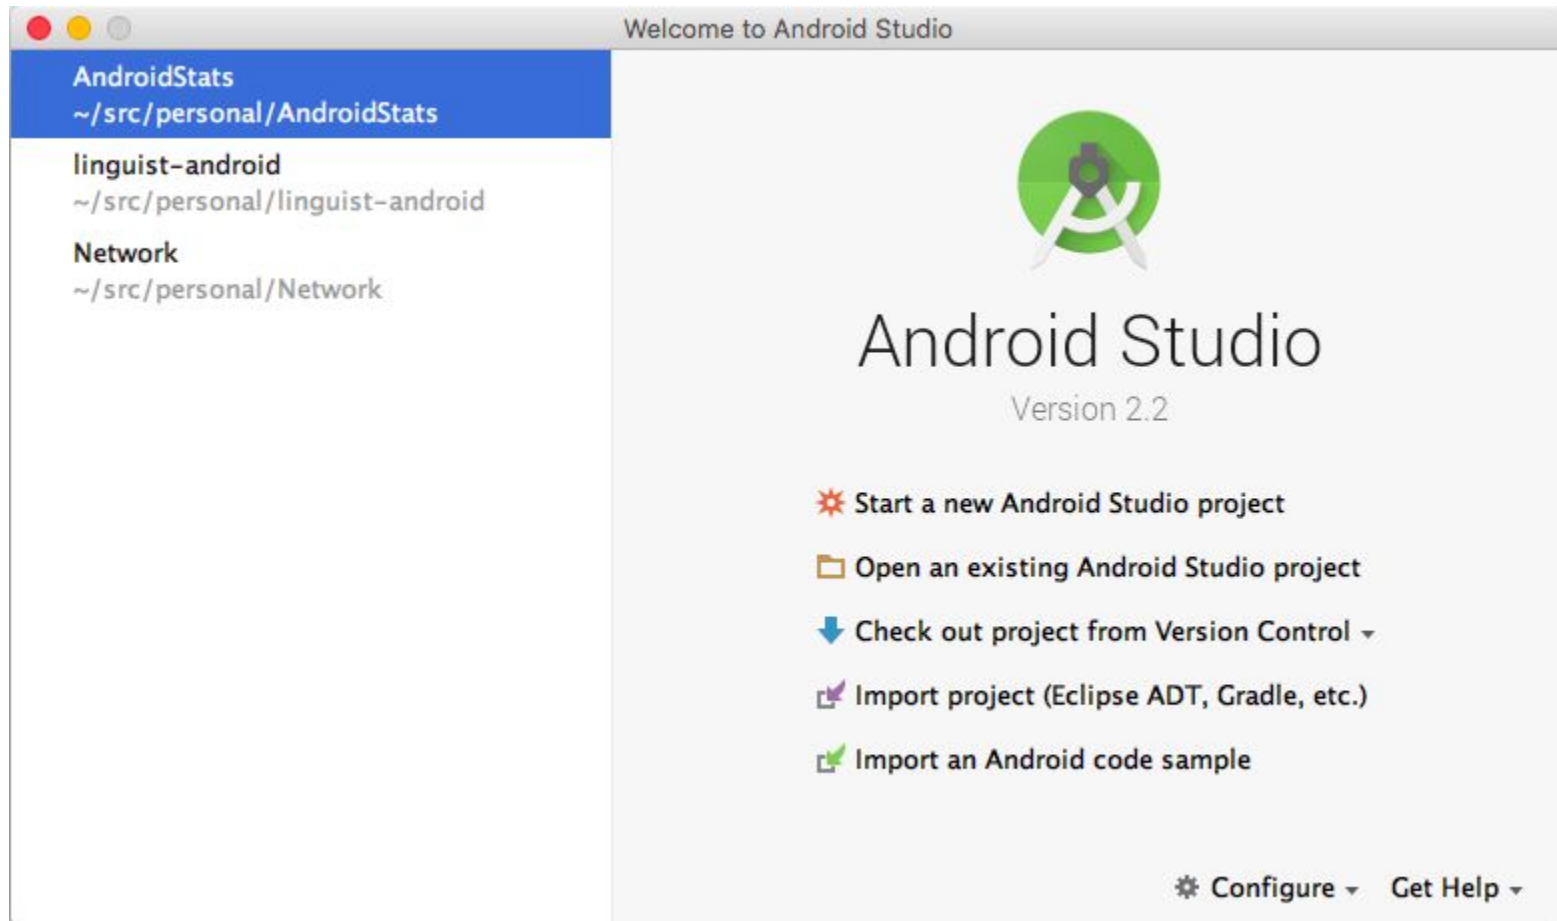 Welcome to Android Studio
AndroidStats
~/src/personal/AndroidStats
linguist-android
~/src/personal/linguist-android
Network
~/src/personal/Network
Android Studio
Version 2.2
Start a new Android Studio project
Open an existing Android Studio project
Check out project from Version Control
Import project (Eclipse ADT, Gradle, etc.)
Import an Android code sample
Configure Get Help